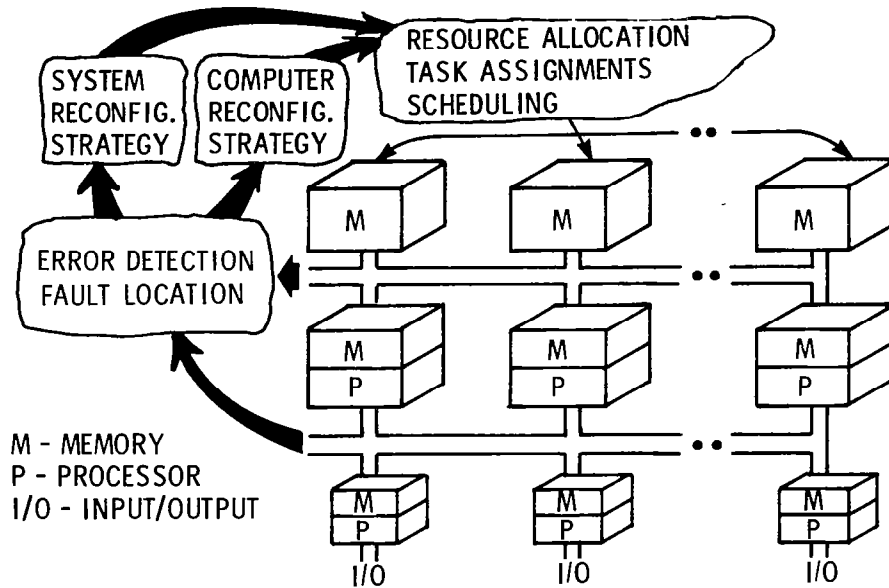 RESOURCE ALLOCATION
TASK ASSIGNMENTS
SCHEDULING
SYSTEM
RECONFIG.
STRATEGY
COMPUTER
RECONFIG.
STRATEGY
ERROR DETECTION
FAULT LOCATION
M M M
M M M
P P P
M - MEMORY
P - PROCESSOR
I/O - INPUT/OUTPUT
M M M
P P P
I/O I/O I/O